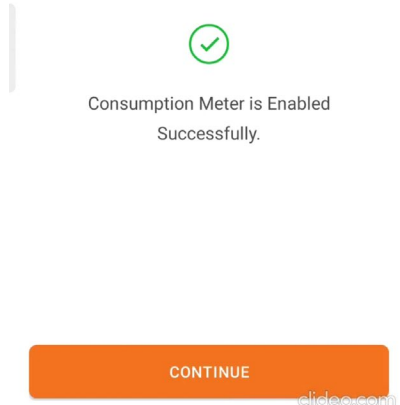 Consumption Meter is Enabled
Successfully.
CONTINUE
clideo.com